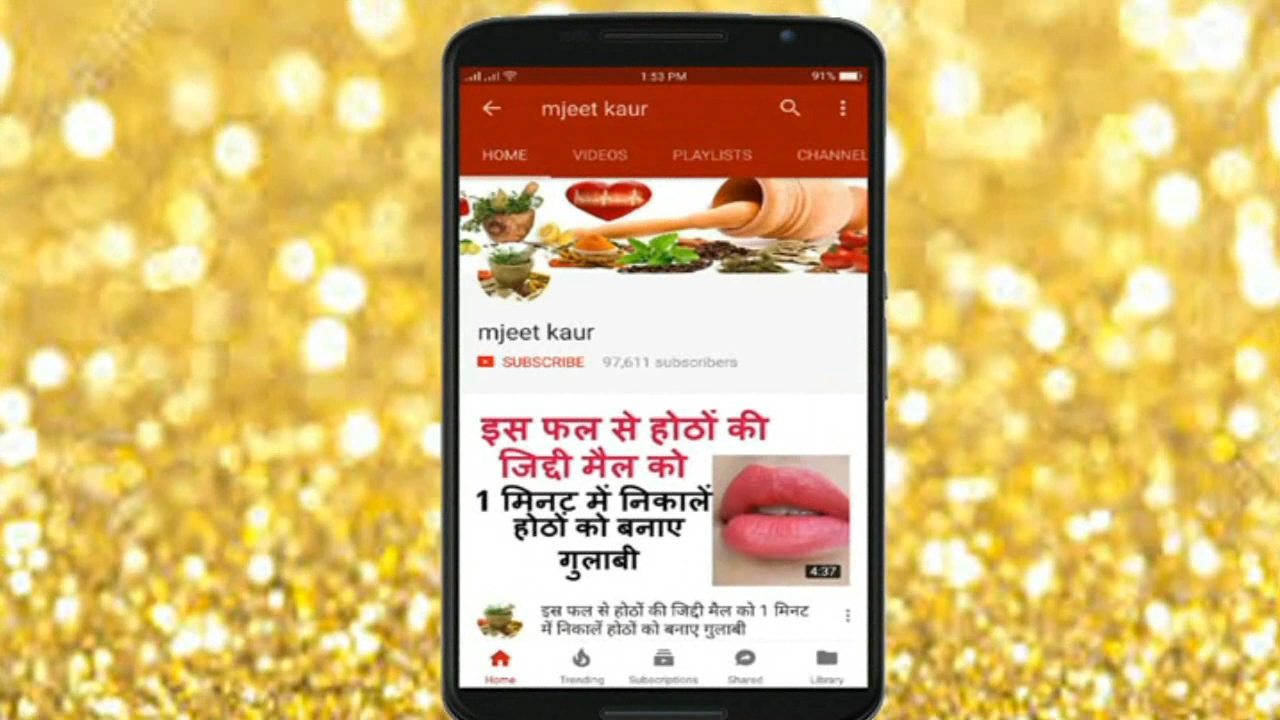 1:53 PM 91%
mjeet kaur
HOME VIDEOS PLAYLISTS CHANNEL
mjeet kaur
SUBSCRIBE 97,611 subscribers
इस फल से होठों की
जिद्दी मैल को
1 मिनट में निकालें
होठों को बनाए
गुलाबी
4:37
इस फल से होठों की जिद्दी मैल को 1 मिनट
में निकालें होठों को बनाए गुलाबी
Home Trending Subscriptions Shared Library